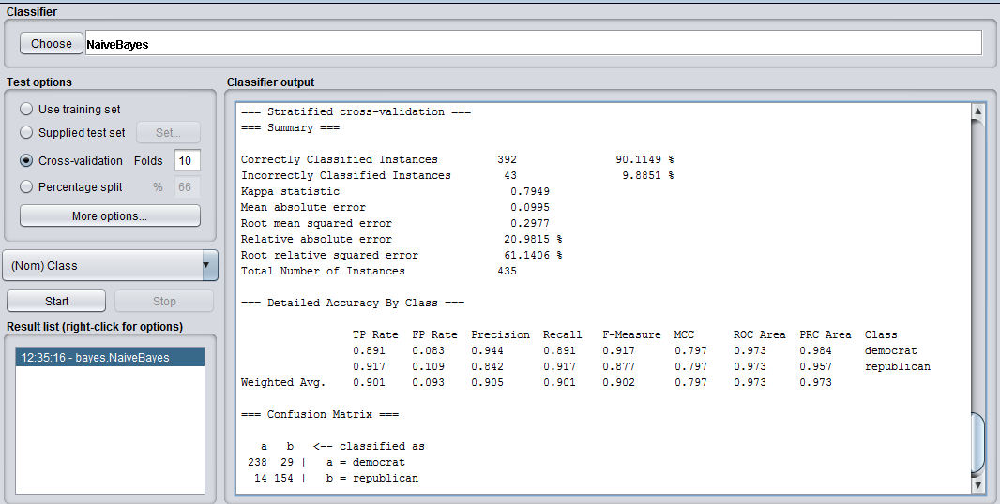 Classifier
Choose NaiveBayes
Test options
Use training set
Supplied test set Set...
Cross-validation Folds 10
Percentage split % 66
More options...
(Nom) Class
Start Stop
Result list (right-click for options)
12:35:16 - bayes.NaiveBayes
Classifier output
=== Stratified cross-validation ===
=== Summary ===
Correctly Classified Instances 392 90.1149 %
Incorrectly Classified Instances 43 9.8851 %
Kappa statistic 0.7949
Mean absolute error 0.0995
Root mean squared error 0.2977
Relative absolute error 20.9815 %
Root relative squared error 61.1406 %
Total Number of Instances 435
=== Detailed Accuracy By Class ===
TP Rate FP Rate Precision Recall F-Measure MCC ROC Area PRC Area Class
0.891 0.083 0.944 0.891 0.917 0.797 0.973 0.984 democrat
0.917 0.109 0.842 0.917 0.877 0.797 0.973 0.957 republican
Weighted Avg. 0.901 0.093 0.905 0.901 0.902 0.797 0.973 0.973
=== Confusion Matrix ===
a b <-- classified as
238 29 | a = democrat
14 154 | b = republican